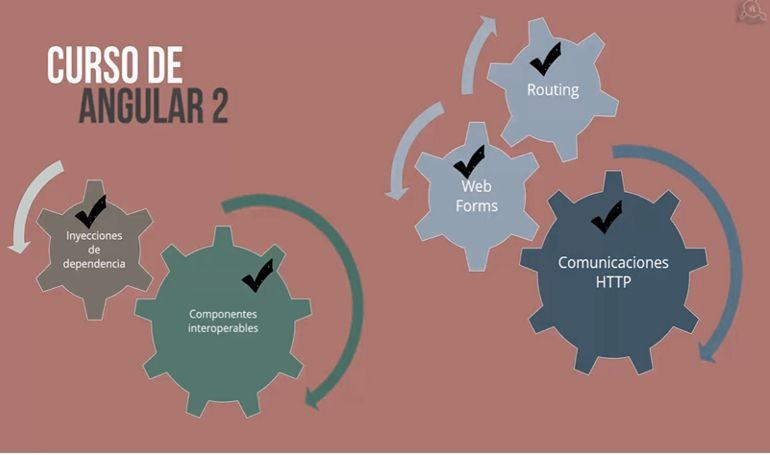 CURSO DE
ANGULAR 2
Inyecciones
de
dependencia
Componentes
interoperables
Routing
Web
Forms
Comunicaciones
HTTP